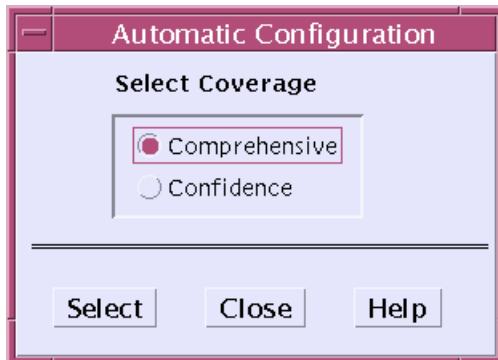 Automatic Configuration
Select Coverage
Comprehensive
Confidence
Select Close Help